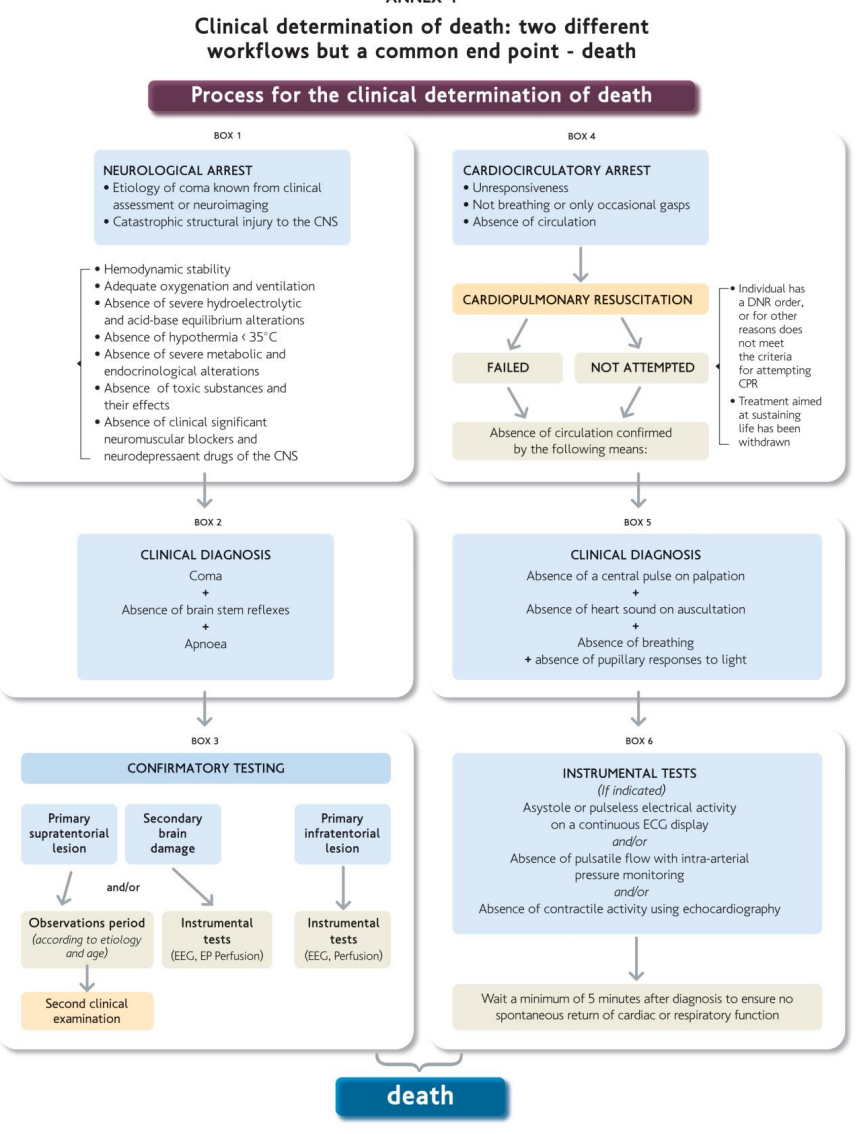 Clinical determination of death: two different
workflows but a common end point - death
Process for the clinical determination of death
BOX 1
NEUROLOGICAL ARREST
• Etiology of coma known from clinical
assessment or neuroimaging
• Catastrophic structural injury to the CNS
• Hemodynamic stability
• Adequate oxygenation and ventilation
• Absence of severe hydroelectrolytic
and acid-base equilibrium alterations
• Absence of hypothermia < 35°C
• Absence of severe metabolic and
endocrinological alterations
• Absence of toxic substances and
their effects
• Absence of clinical significant
neuromuscular blockers and
neurodepressaent drugs of the CNS
BOX 2
CLINICAL DIAGNOSIS
Coma
+
Absence of brain stem reflexes
+
Apnoea
BOX 3
CONFIRMATORY TESTING
Primary
supratentorial
lesion
Secondary
brain
damage
Primary
infratentorial
lesion
and/or
Observations period
(according to etiology
and age)
Instrumental
tests
(EEG, EP Perfusion)
Instrumental
tests
(EEG, Perfusion)
Second clinical
examination
BOX 4
CARDIOCIRCULATORY ARREST
• Unresponsiveness
• Not breathing or only occasional gasps
• Absence of circulation
CARDIOPULMONARY RESUSCITATION
FAILED
NOT ATTEMPTED
• Individual has
a DNR order,
or for other
reasons does
not meet
the criteria
for attempting
CPR
• Treatment aimed
at sustaining
life has been
withdrawn
Absence of circulation confirmed
by the following means:
BOX 5
CLINICAL DIAGNOSIS
Absence of a central pulse on palpation
+
Absence of heart sound on auscultation
+
Absence of breathing
+ absence of pupillary responses to light
BOX 6
INSTRUMENTAL TESTS
(If indicated)
Asystole or pulseless electrical activity
on a continuous ECG display
and/or
Absence of pulsatile flow with intra-arterial
pressure monitoring
and/or
Absence of contractile activity using echocardiography
Wait a minimum of 5 minutes after diagnosis to ensure no
spontaneous return of cardiac or respiratory function
death